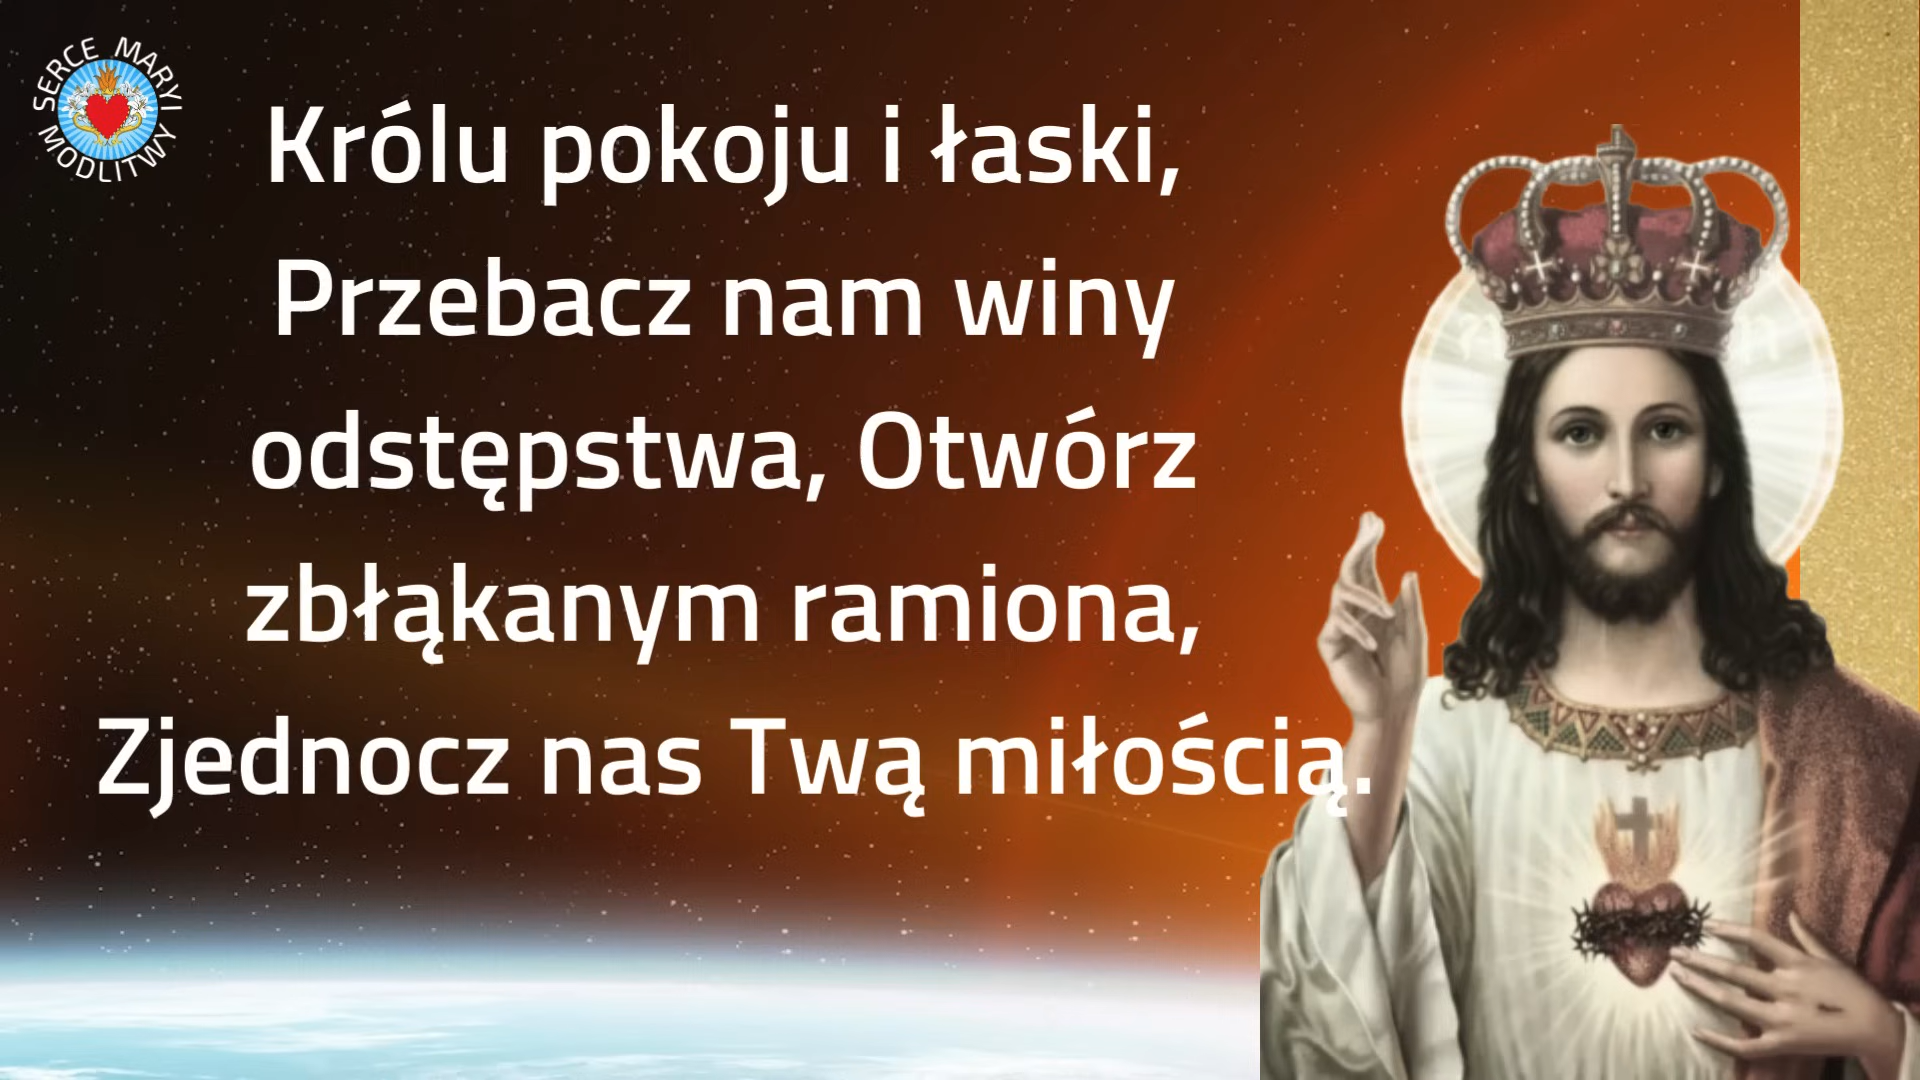 SERCE MARYI
MODLITWY
Królu pokoju i łaski,
Przebacz nam winy
odstępstwa, Otwórz
zbłąkanym ramiona,
Zjednocz nas Twą miłością.